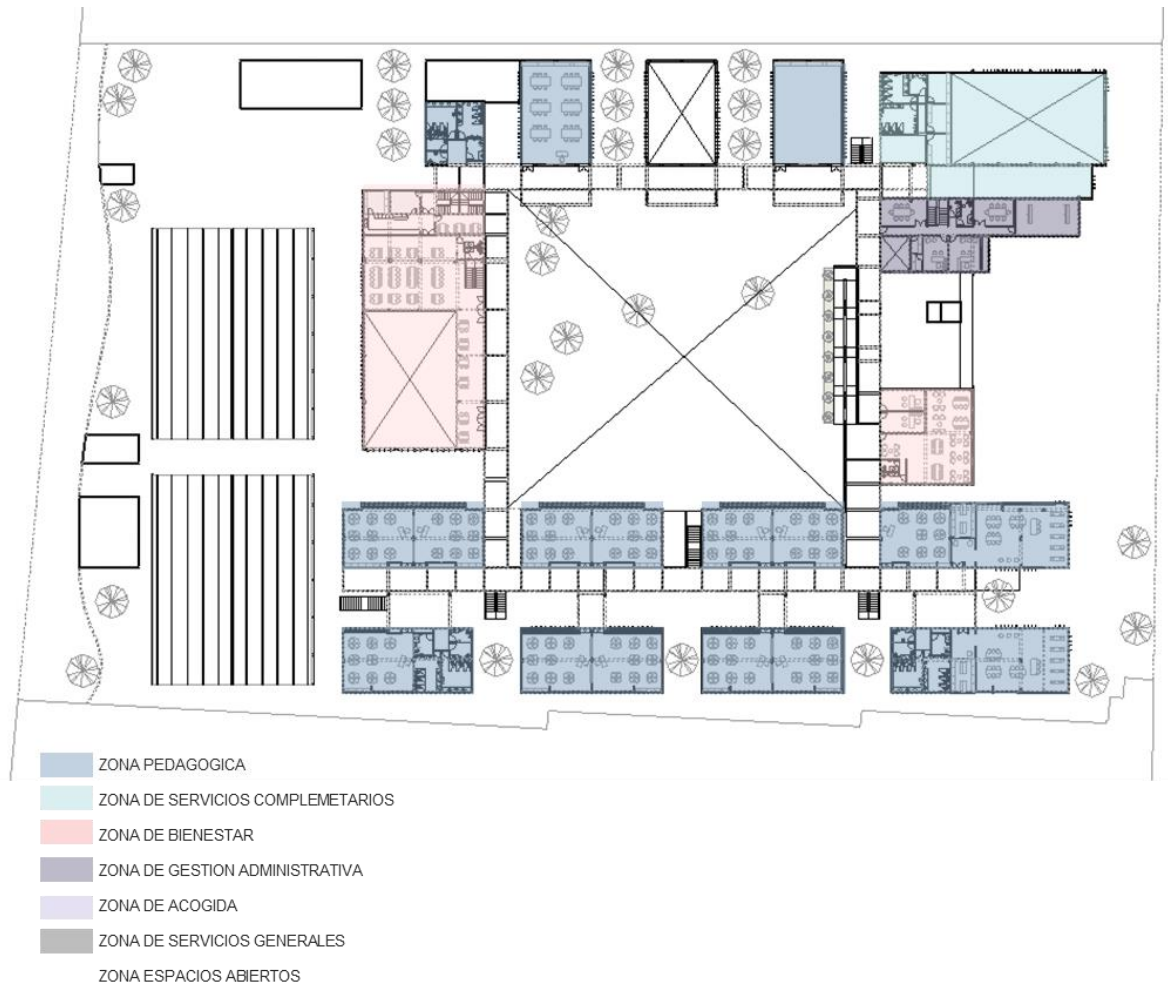 ZONA PEDAGOGICA
ZONA DE SERVICIOS COMPLEMETARIOS
ZONA DE BIENESTAR
ZONA DE GESTION ADMINISTRATIVA
ZONA DE ACOGIDA
ZONA DE SERVICIOS GENERALES
ZONA ESPACIOS ABIERTOS